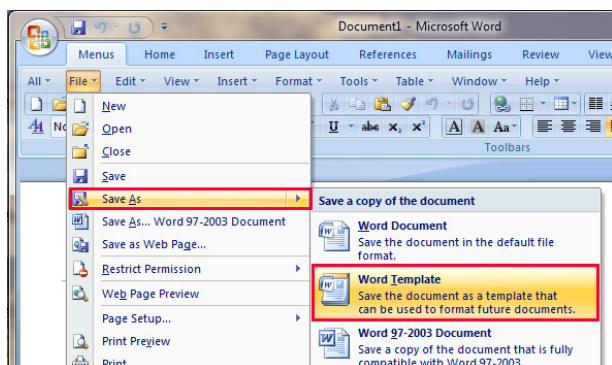 Document1 - Microsoft Word
Menus Home Insert Page Layout References Mailings Review View
All File Edit View Insert Format Tools Table Window Help
New
Open
Close
Save
Save As
Save As... Word 97-2003 Document
Save as Web Page...
Restrict Permission
Web Page Preview
Page Setup...
Print Preview
Print
Toolbars
Save a copy of the document
Word Document
Save the document in the default file
format.
Word Template
Save the document as a template that
can be used to format future documents.
Word 97-2003 Document
Save a copy of the document that is fully
compatible with Word 97-2003.